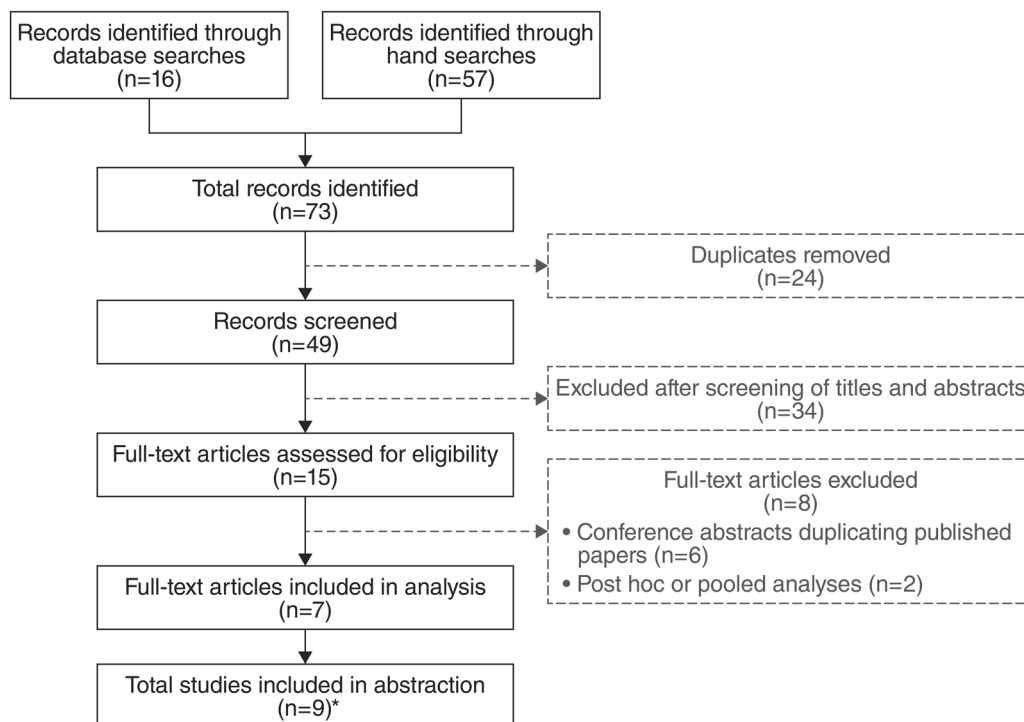 Records identified through
database searches
(n=16)
Records identified through
hand searches
(n=57)
Total records identified
(n=73)
Duplicates removed
(n=24)
Records screened
(n=49)
Excluded after screening of titles and abstracts
(n=34)
Full-text articles assessed for eligibility
(n=15)
Full-text articles excluded
(n=8)
• Conference abstracts duplicating published
papers (n=6)
• Post hoc or pooled analyses (n=2)
Full-text articles included in analysis
(n=7)
Total studies included in abstraction
(n=9)*